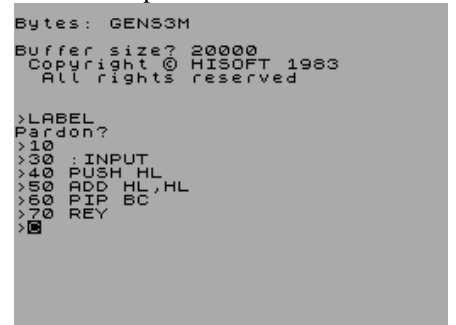 Bytes: GENS3M
Buffer size? 20000
Copyright © HISOFT 1983
All rights reserved
>LABEL
Pardon?
>10
>30 :INPUT
>40 PUSH HL
>50 ADD HL,HL
>60 PIP BC
>70 REY
>C